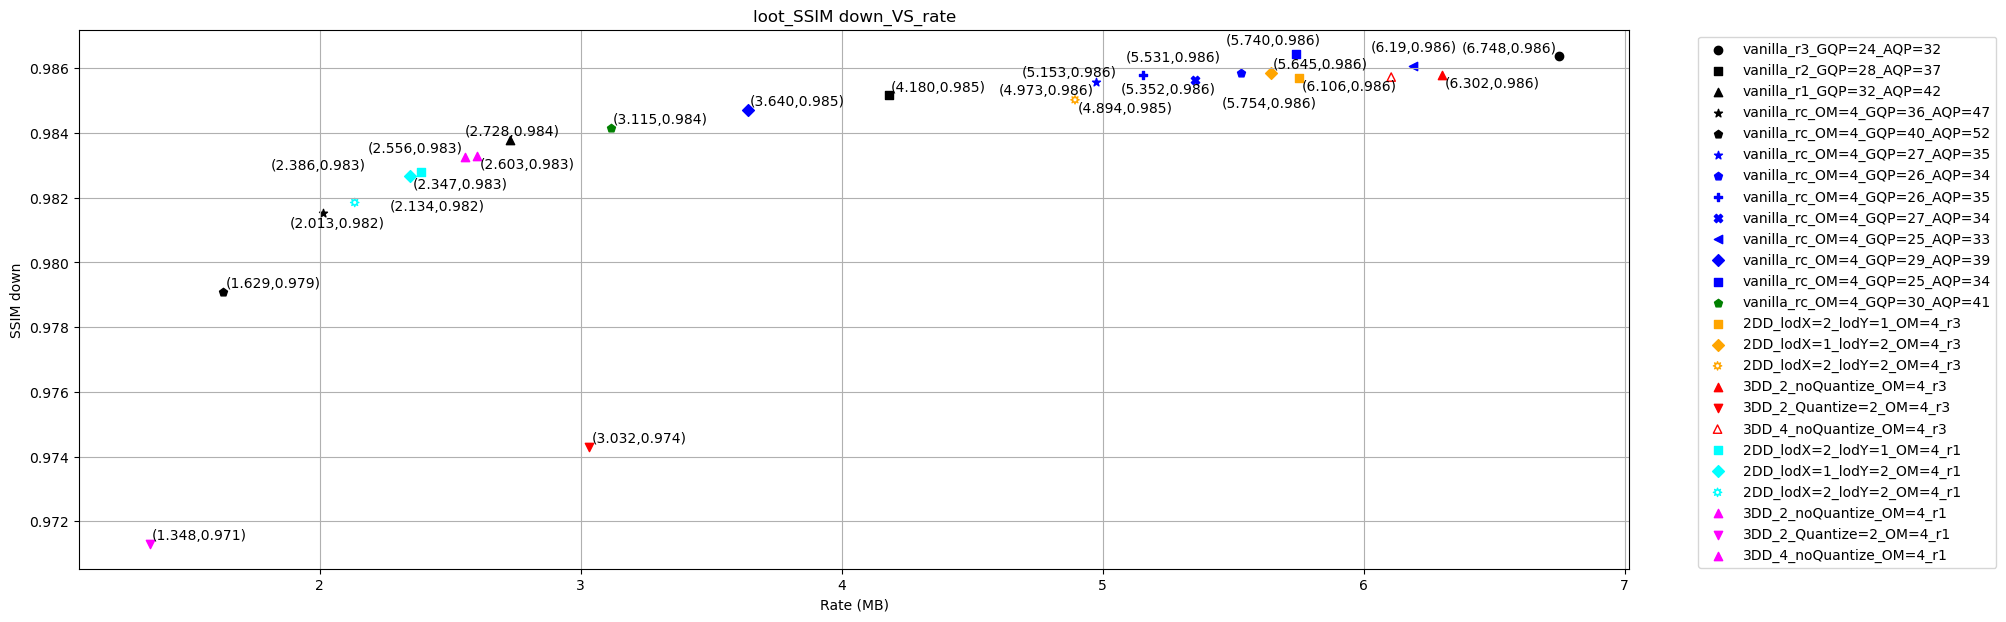 loot_SSIM down_VS_rate
SSIM down
0.986
0.984
0.982
0.980
0.978
0.976
0.974
0.972
(5.740,0.986)
(5.531,0.986)
(6.19,0.986)
(6.748,0.986)
(5.153,0.986)
(5.645,0.986)
(4.180,0.985)
(4.973,0.986)
(5.352,0.986)
(6.106,0.986)
(6.302,0.986)
(3.640,0.985)
(4.894,0.985)
(5.754,0.986)
(3.115,0.984)
(2.728,0.984)
(2.556,0.983)
(2.386,0.983)
(2.603,0.983)
(2.347,0.983)
(2.134,0.982)
(2.013,0.982)
(1.629,0.979)
(3.032,0.974)
(1.348,0.971)
2
3
4
5
6
7
Rate (MB)
vanilla_r3_GQP=24_AQP=32
vanilla_r2_GQP=28_AQP=37
vanilla_r1_GQP=32_AQP=42
vanilla_rc_OM=4_GQP=36_AQP=47
vanilla_rc_OM=4_GQP=40_AQP=52
vanilla_rc_OM=4_GQP=27_AQP=35
vanilla_rc_OM=4_GQP=26_AQP=34
vanilla_rc_OM=4_GQP=26_AQP=35
vanilla_rc_OM=4_GQP=27_AQP=34
vanilla_rc_OM=4_GQP=25_AQP=33
vanilla_rc_OM=4_GQP=29_AQP=39
vanilla_rc_OM=4_GQP=25_AQP=34
vanilla_rc_OM=4_GQP=30_AQP=41
2DD_lodX=2_lodY=1_OM=4_r3
2DD_lodX=1_lodY=2_OM=4_r3
2DD_lodX=2_lodY=2_OM=4_r3
3DD_2_noQuantize_OM=4_r3
3DD_2_Quantize=2_OM=4_r3
3DD_4_noQuantize_OM=4_r3
2DD_lodX=2_lodY=1_OM=4_r1
2DD_lodX=1_lodY=2_OM=4_r1
2DD_lodX=2_lodY=2_OM=4_r1
3DD_2_noQuantize_OM=4_r1
3DD_2_Quantize=2_OM=4_r1
3DD_4_noQuantize_OM=4_r1